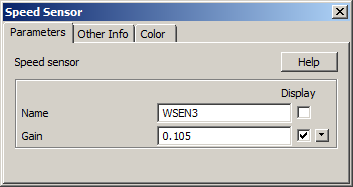 Speed Sensor
Parameters Other Info Color
Speed sensor Help
Display
Name WSEN3
Gain 0.105